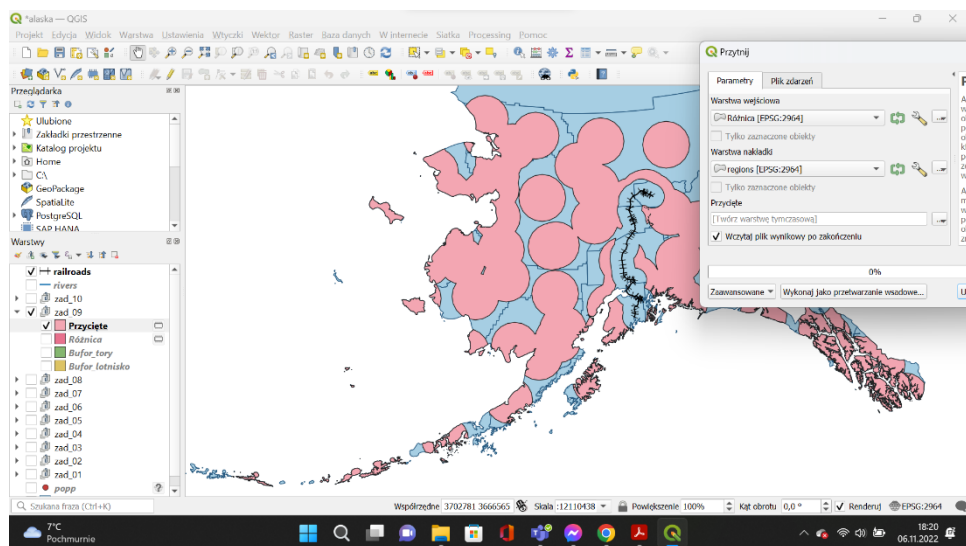 *alaska — QGIS
Projekt Edycja Widok Warstwa Ustawienia Wtyczki Wektor Raster Baza danych W internecie Siatka Processing Pomoc
Przeglądarka
Ulubione
Zakładki przestrzenne
Katalog projektu
Home
C:\
GeoPackage
SpatiaLite
PostgreSQL
SAP HANA
Warstwy
railroads
rivers
zad_10
zad_09
Przycięte
Różnica
Bufor_tory
Bufor_lotnisko
zad_08
zad_07
zad_06
zad_05
zad_04
zad_03
zad_02
zad_01
popp
Przytnij
Parametry Plik zdarzeń
Warstwa wejściowa
Różnica [EPSG:2964]
Tylko zaznaczone obiekty
Warstwa nakładki
regions [EPSG:2964]
Tylko zaznaczone obiekty
Przycięte
[Twórz warstwę tymczasową]
Wczytaj plik wynikowy po zakończeniu
0%
Zaawansowane Wykonaj jako przetwarzanie wsadowe...
Szukana fraza (Ctrl+K) Współrzędne 3702781 3666565 Skala :12110438 Powiększenie 100% Kąt obrotu 0,0 ° Renderuj EPSG:2964
7°C
Pochmurnie
18:20
06.11.2022